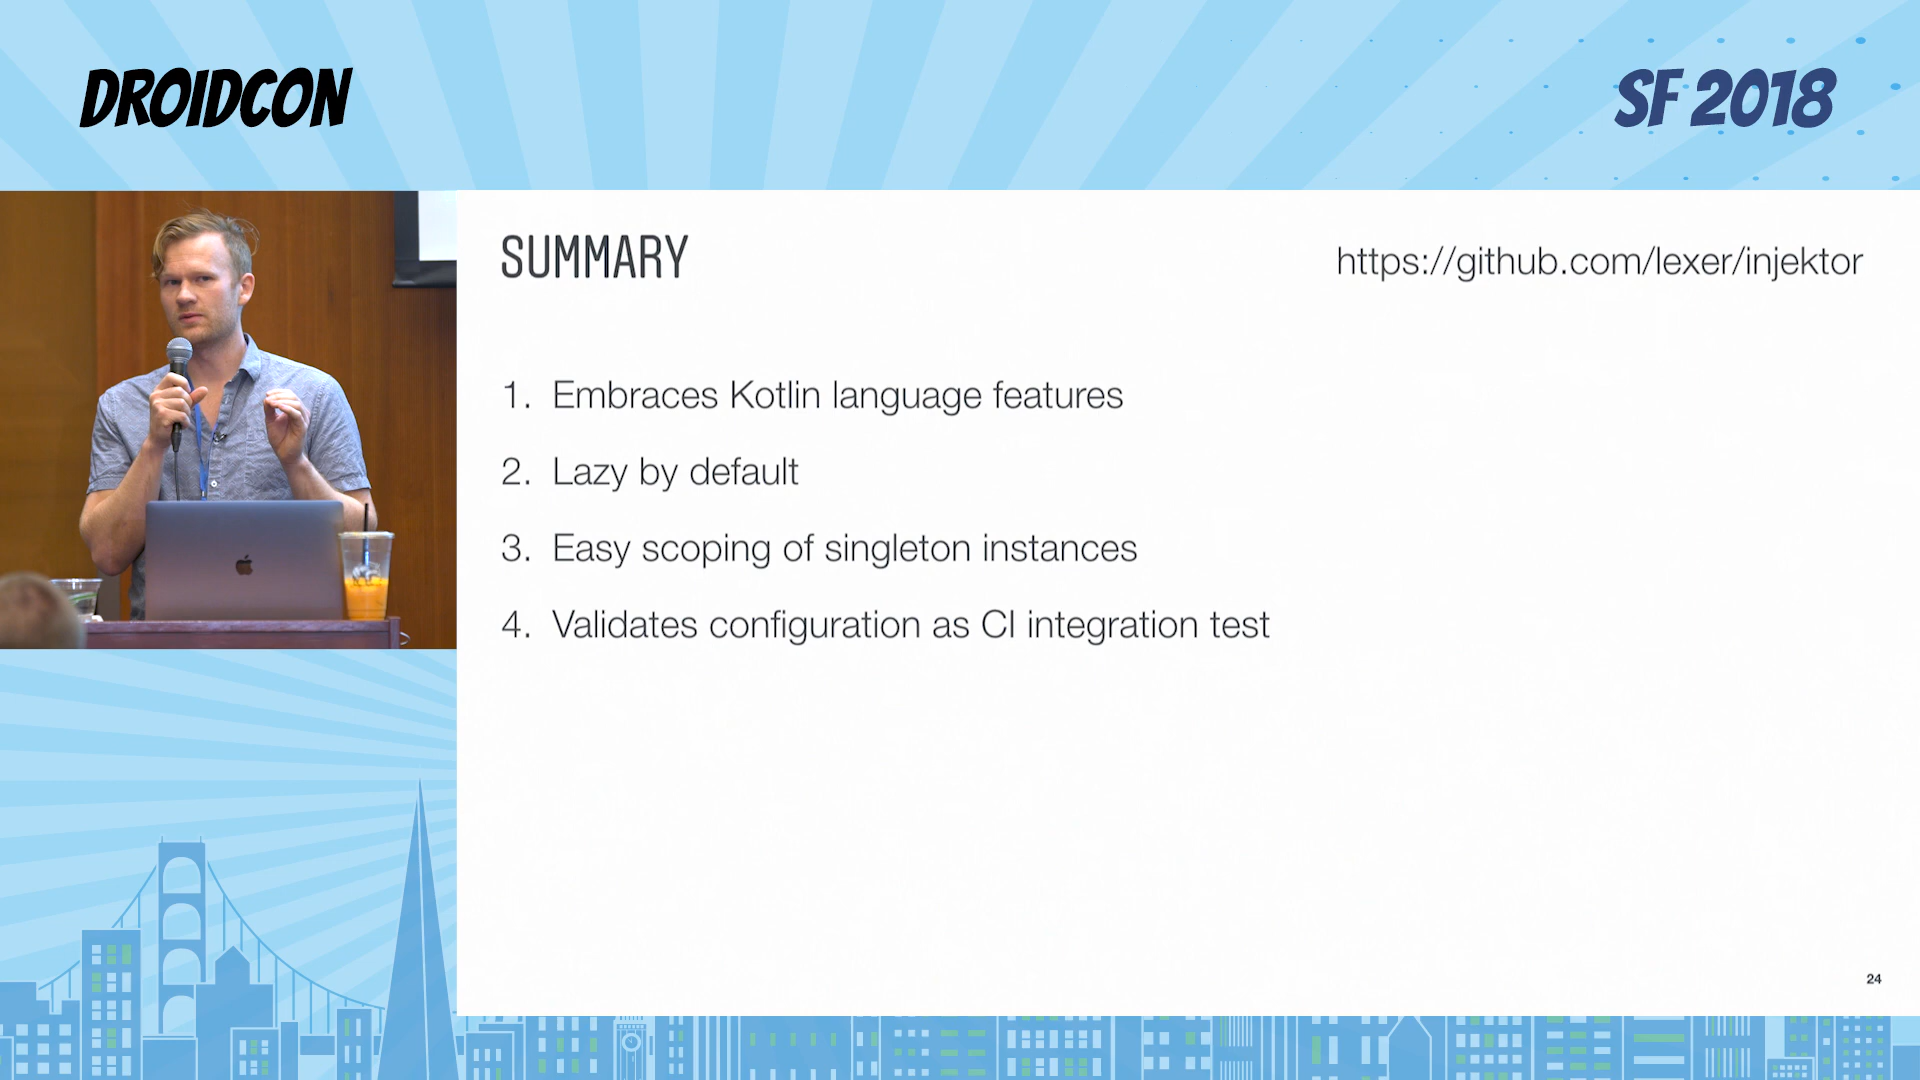 DROIDCON
SF 2018
SUMMARY
https://github.com/lexer/injektor
1. Embraces Kotlin language features
2. Lazy by default
3. Easy scoping of singleton instances
4. Validates configuration as CI integration test
24